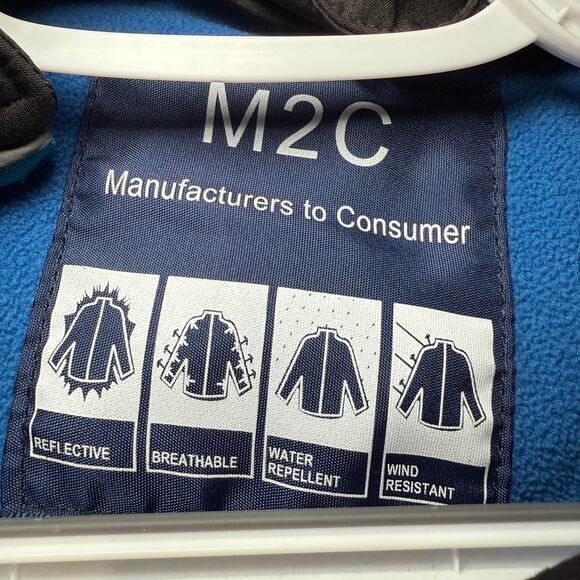 M2C
Manufacturers to Consumer
REFLECTIVE
BREATHABLE
WATER
REPELLENT
WIND
RESISTANT